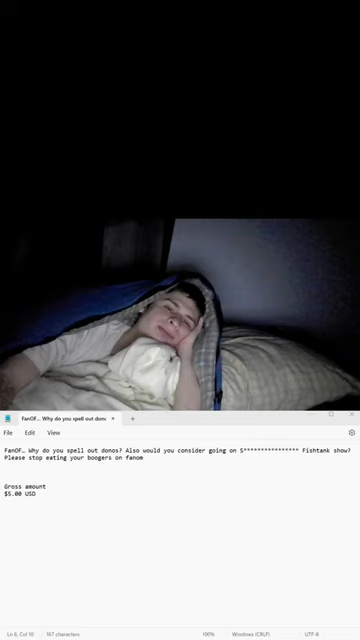 FanOF… Why do you spell out dono
File Edit View
FanOF… Why do you spell out donos? Also would you consider going on S**************** Fishtank show?
Please stop eating your boogers on fanom
Gross amount
$5.00 USD
Ln 6, Col 10 167 characters 100% Windows (CRLF) UTF-8